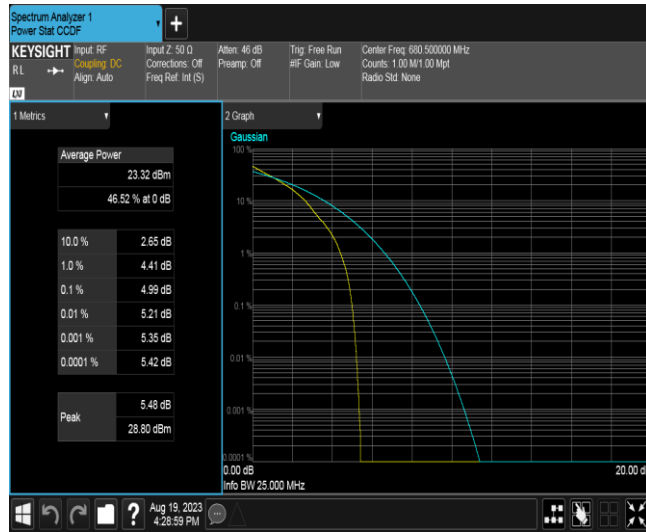 Spectrum Analyzer 1
Power Stat CCDF
+
KEYSIGHT
RL
LXI
Input: RF
Coupling: DC
Align: Auto
Input Z: 50 Ω
Corrections: Off
Freq Ref: Int (S)
Atten: 46 dB
Preamp: Off
Trig: Free Run
#IF Gain: Low
Center Freq: 680.500000 MHz
Counts: 1.00 M/1.00 Mpt
Radio Std: None
1 Metrics
Average Power
23.32 dBm
46.52 % at 0 dB
10.0 % 2.65 dB
1.0 % 4.41 dB
0.1 % 4.99 dB
0.01 % 5.21 dB
0.001 % 5.35 dB
0.0001 % 5.42 dB
Peak
5.48 dB
28.80 dBm
2 Graph
Gaussian
100 %
10 %
1 %
0.1 %
0.01 %
0.001 %
0.0001 %
0.00 dB
20.00 d
Info BW 25.000 MHz
?
Aug 19, 2023
4:28:59 PM